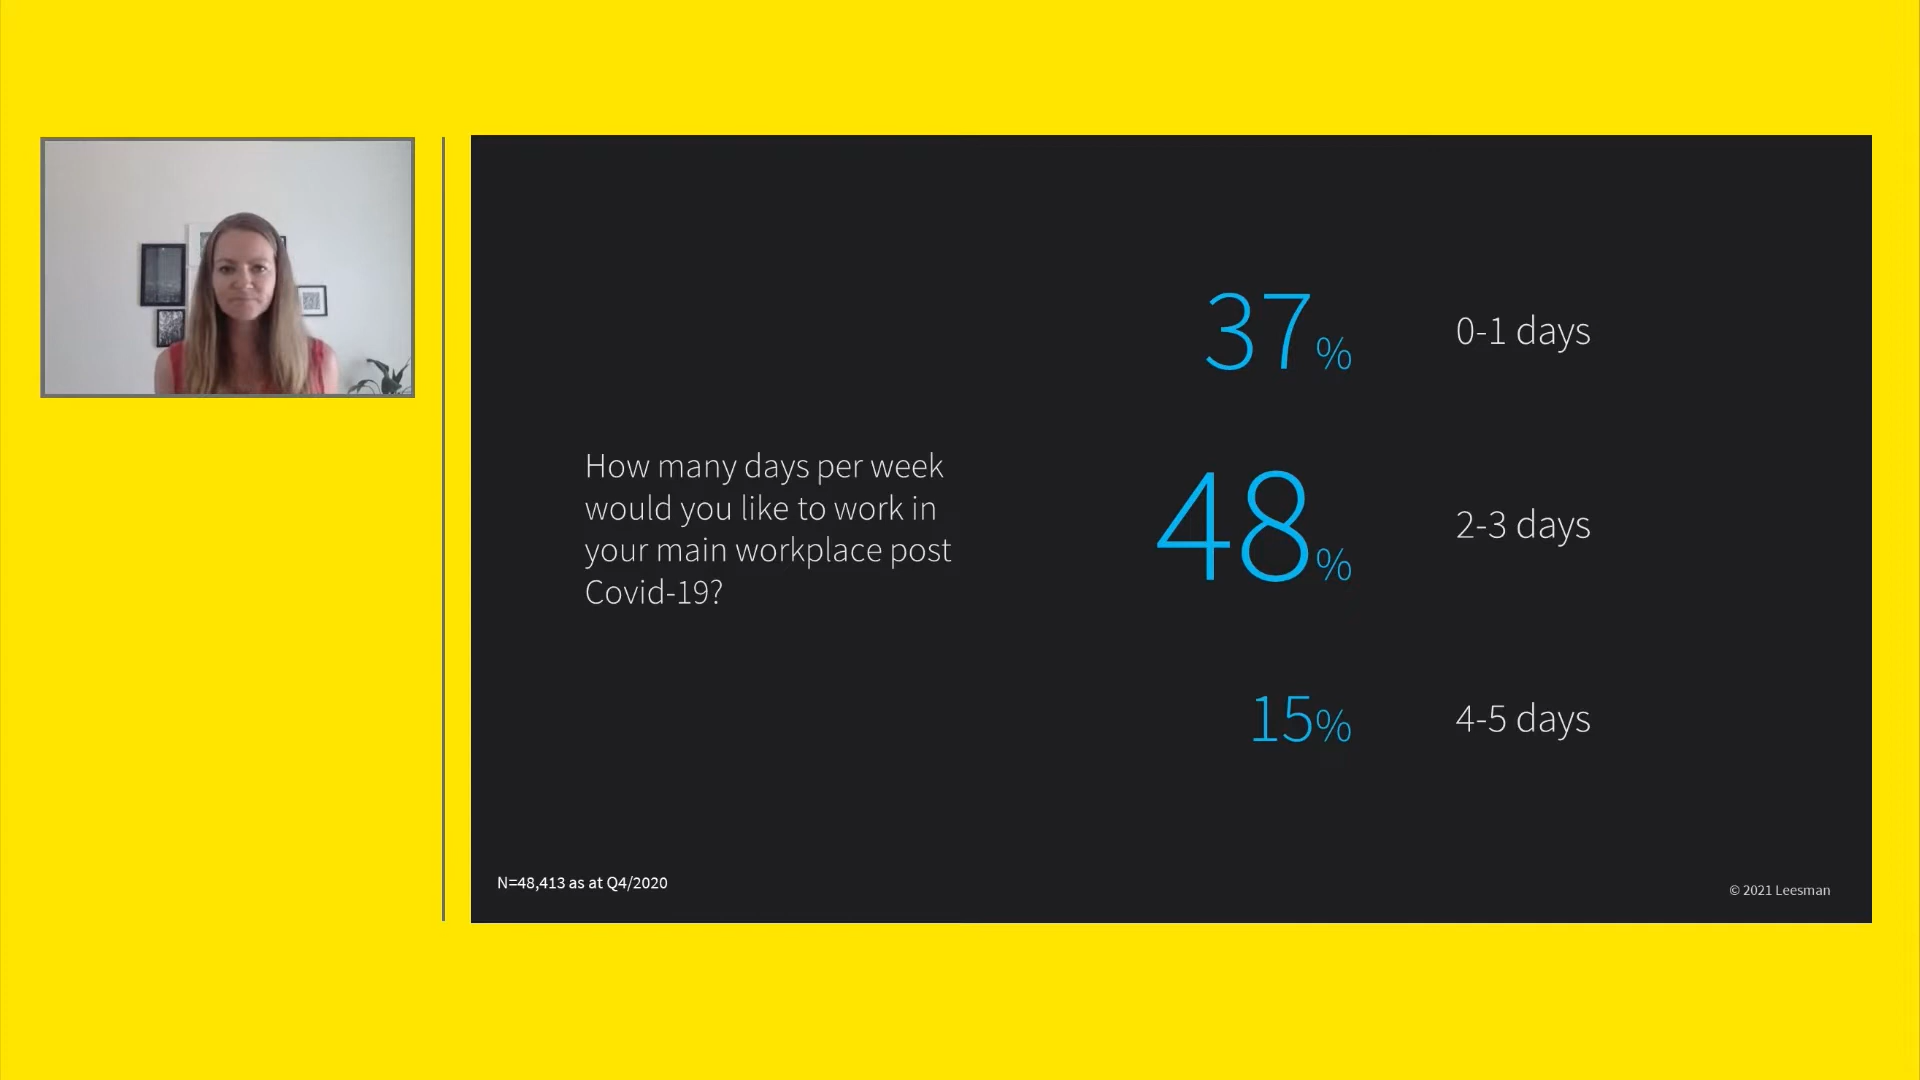 How many days per week
would you like to work in
your main workplace post
Covid-19?
37% 0-1 days
48% 2-3 days
15% 4-5 days
N=48,413 as at Q4/2020
© 2021 Leesman